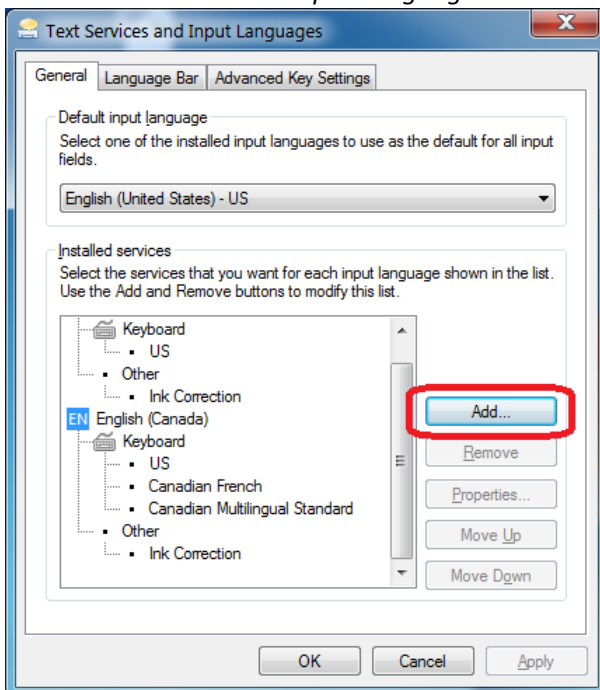 Text Services and Input Languages
General
Language Bar
Advanced Key Settings
Default input language
Select one of the installed input languages to use as the default for all input
fields.
English (United States) - US
Installed services
Select the services that you want for each input language shown in the list.
Use the Add and Remove buttons to modify this list.
Keyboard
US
Other
Ink Correction
EN English (Canada)
Keyboard
US
Canadian French
Canadian Multilingual Standard
Other
Ink Correction
Add...
Remove
Properties...
Move Up
Move Down
OK
Cancel
Apply